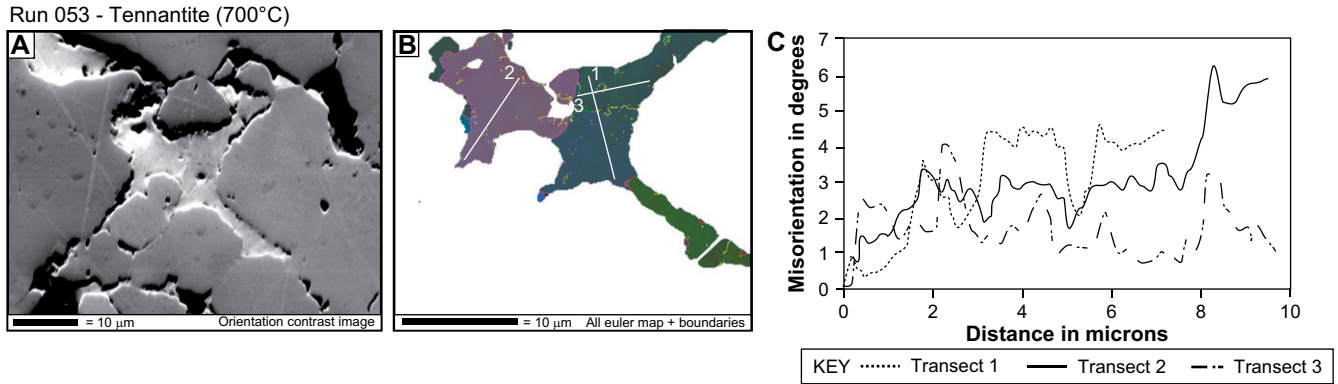 Run 053 - Tennantite (700°C)
A
= 10 μm
Orientation contrast image
B
2
1
3
= 10 μm
All euler map + boundaries
C
Misorientation in degrees
7
6
5
4
3
2
1
0
0 2 4 6 8 10
Distance in microns
KEY Transect 1 Transect 2 Transect 3